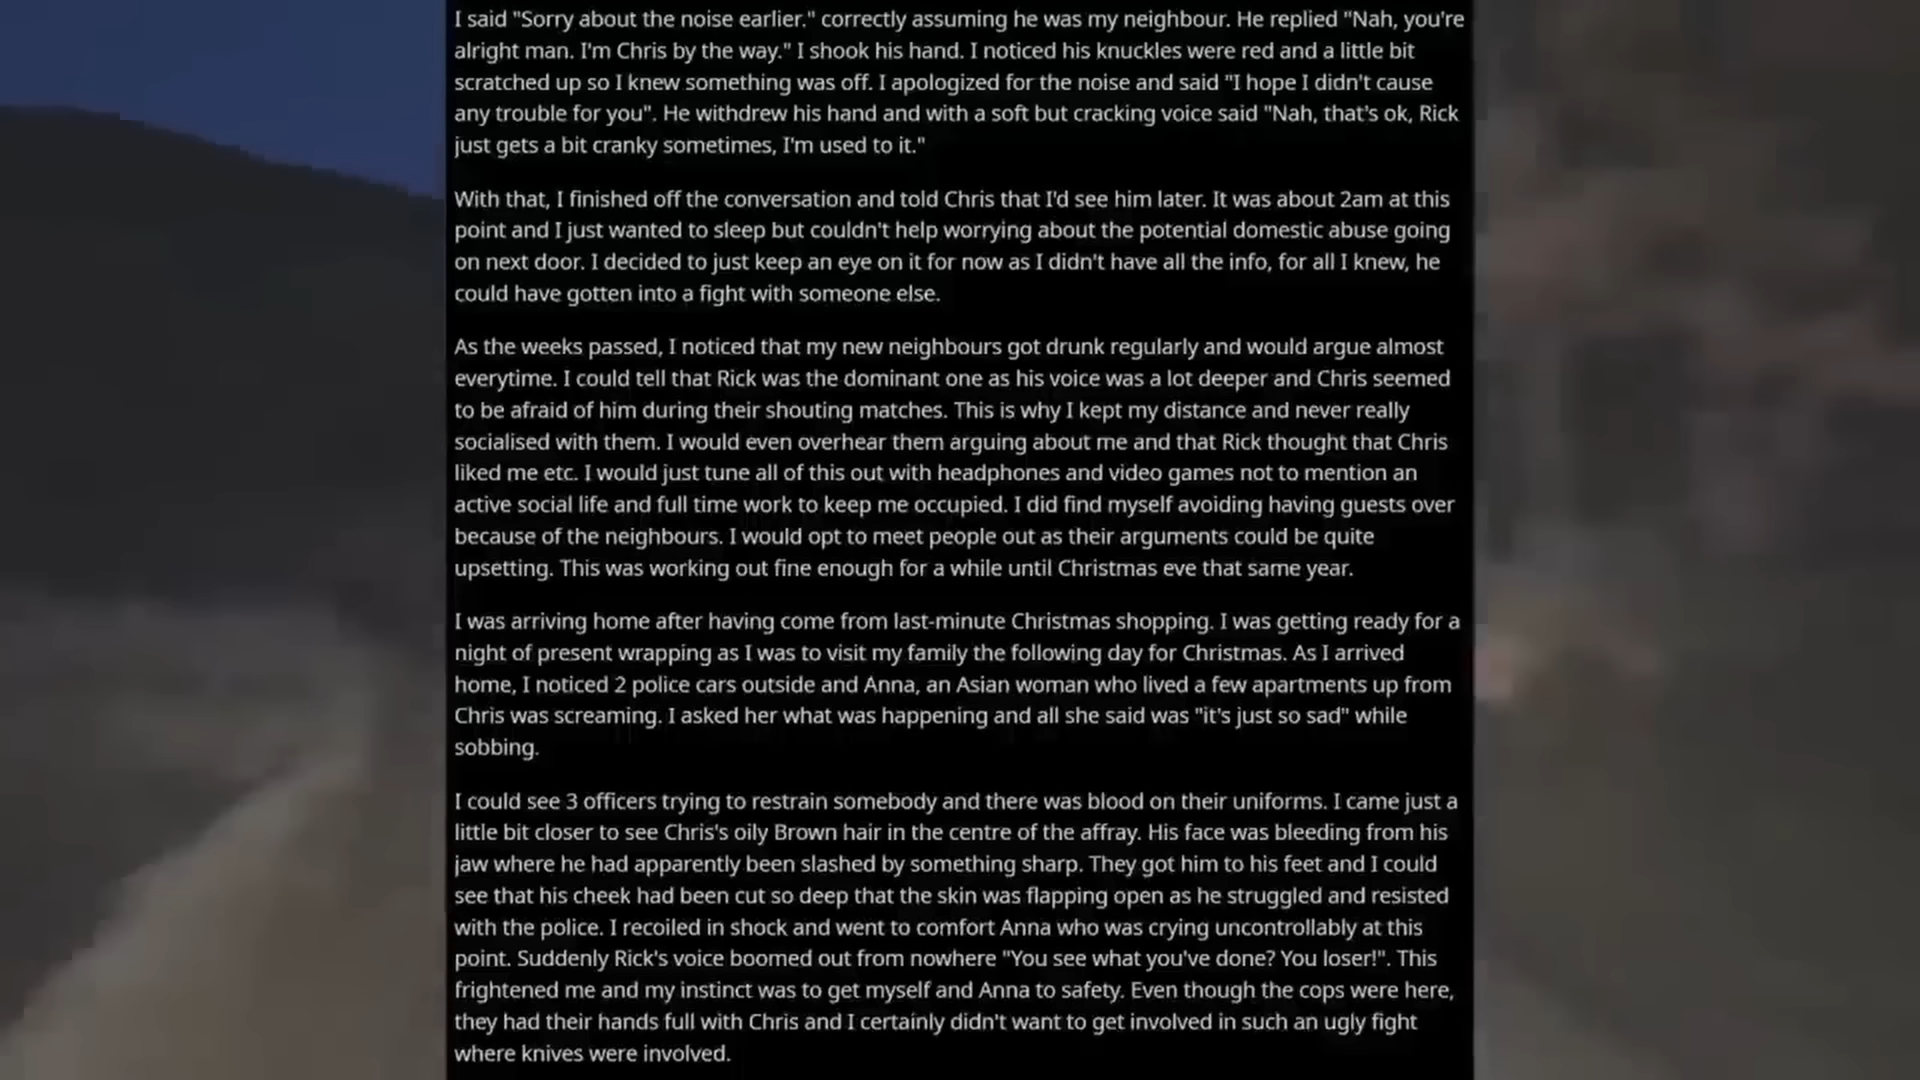 I said "Sorry about the noise earlier." correctly assuming he was my neighbour. He replied "Nah, you're
alright man. I'm Chris by the way." I shook his hand. I noticed his knuckles were red and a little bit
scratched up so I knew something was off. I apologized for the noise and said "I hope I didn't cause
any trouble for you". He withdrew his hand and with a soft but cracking voice said "Nah, that's ok, Rick
just gets a bit cranky sometimes, I'm used to it."
With that, I finished off the conversation and told Chris that I'd see him later. It was about 2am at this
point and I just wanted to sleep but couldn't help worrying about the potential domestic abuse going
on next door. I decided to just keep an eye on it for now as I didn't have all the info, for all I knew, he
could have gotten into a fight with someone else.
As the weeks passed, I noticed that my new neighbours got drunk regularly and would argue almost
everytime. I could tell that Rick was the dominant one as his voice was a lot deeper and Chris seemed
to be afraid of him during their shouting matches. This is why I kept my distance and never really
socialised with them. I would even overhear them arguing about me and that Rick thought that Chris
liked me etc. I would just tune all of this out with headphones and video games not to mention an
active social life and full time work to keep me occupied. I did find myself avoiding having guests over
because of the neighbours. I would opt to meet people out as their arguments could be quite
upsetting. This was working out fine enough for a while until Christmas eve that same year.
I was arriving home after having come from last-minute Christmas shopping. I was getting ready for a
night of present wrapping as I was to visit my family the following day for Christmas. As I arrived
home, I noticed 2 police cars outside and Anna, an Asian woman who lived a few apartments up from
Chris was screaming. I asked her what was happening and all she said was "it's just so sad" while
sobbing.
I could see 3 officers trying to restrain somebody and there was blood on their uniforms. I came just a
little bit closer to see Chris's oily Brown hair in the centre of the affray. His face was bleeding from his
jaw where he had apparently been slashed by something sharp. They got him to his feet and I could
see that his cheek had been cut so deep that the skin was flapping open as he struggled and resisted
with the police. I recoiled in shock and went to comfort Anna who was crying uncontrollably at this
point. Suddenly Rick's voice boomed out from nowhere "You see what you've done? You loser!". This
frightened me and my instinct was to get myself and Anna to safety. Even though the cops were here,
they had their hands full with Chris and I certainly didn't want to get involved in such an ugly fight
where knives were involved.